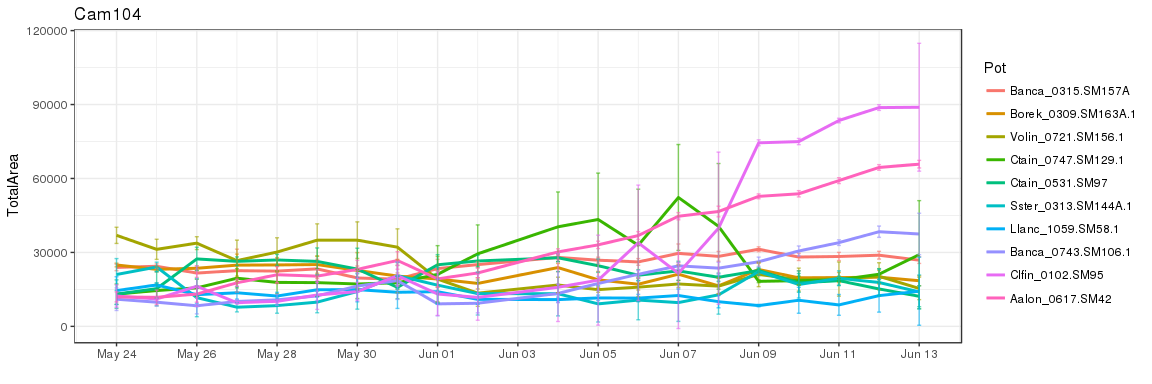 Cam104
TotalArea
120000
90000
60000
30000
0
May 24
May 26
May 28
May 30
Jun 01
Jun 03
Jun 05
Jun 07
Jun 09
Jun 11
Jun 13
Pot
Banca_0315.SM157A
Borek_0309.SM163A.1
Volin_0721.SM156.1
Ctain_0747.SM129.1
Ctain_0531.SM97
Sster_0313.SM144A.1
Llanc_1059.SM58.1
Banca_0743.SM106.1
Clfin_0102.SM95
Aalon_0617.SM42